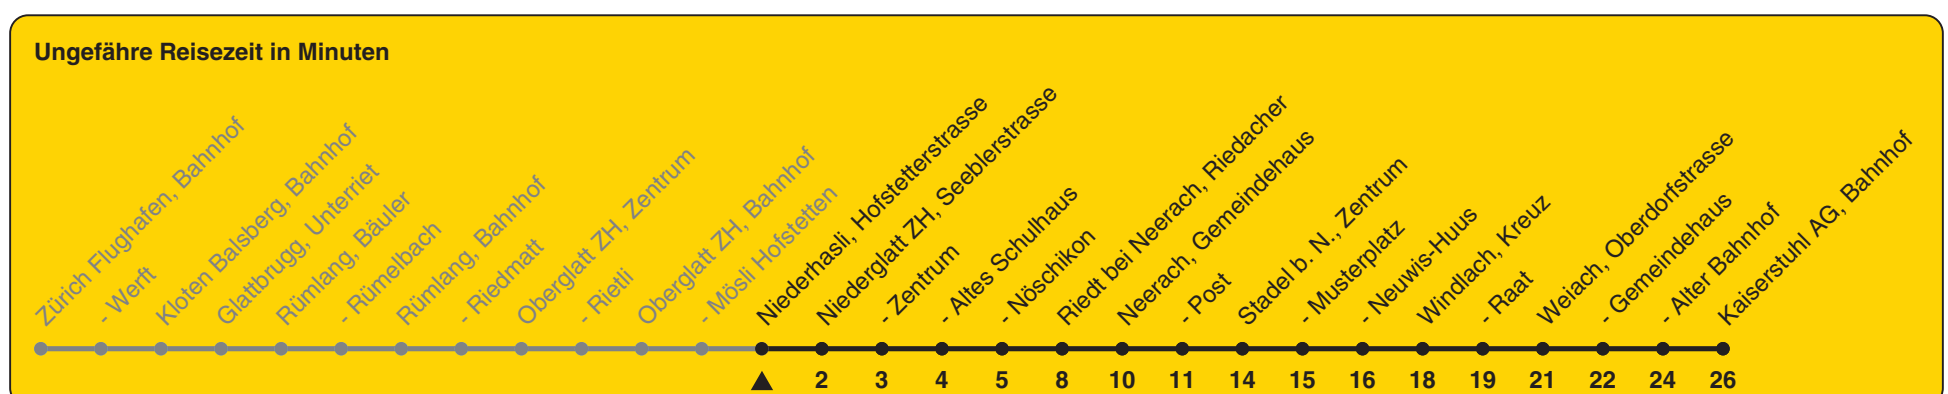 Ungefähre Reisezeit in Minuten
Zürich Flughafen, Bahnhof
- Werft
Kloten Balsberg, Bahnhof
Glattbrugg, Unterriet
Rümlang, Bäuler
- Rümelbach
Rümlang, Bahnhof
- Riedmatt
Oberglatt ZH, Zentrum
- Rietli
Oberglatt ZH, Bahnhof
- Mösli Hofstetten
Niederhasli, Hofstetterstrasse
Niederglatt ZH, Seeblerstrasse
- Zentrum
- Altes Schulhaus
- Nöschikon
Riedt bei Neerach, Riedacher
Neerach, Gemeindehaus
- Post
Stadel b. N., Zentrum
- Musterplatz
- Neuwis-Huus
Windlach, Kreuz
- Raat
Weiach, Oberdorfstrasse
- Gemeindehaus
- Alter Bahnhof
Kaiserstuhl AG, Bahnhof
2 3 4 5 8 10 11 14 15 16 18 19 21 22 24 26